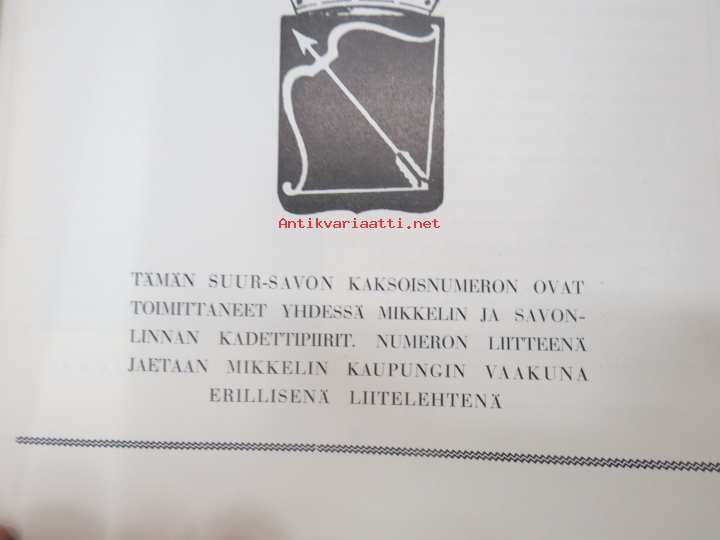 Antikvariaatti.net
TÄMÄN SUUR-SAVON KAKSOISNUMERON OVAT
TOIMITTANEET YHDESSÄ MIKKELIN JA SAVON-
LINNAN KADETTIPIIRIT. NUMERON LIITTEENÄ
JAETAAN MIKKELIN KAUPUNGIN VAAKUNA
ERILLISENÄ LIITELEHTENÄ